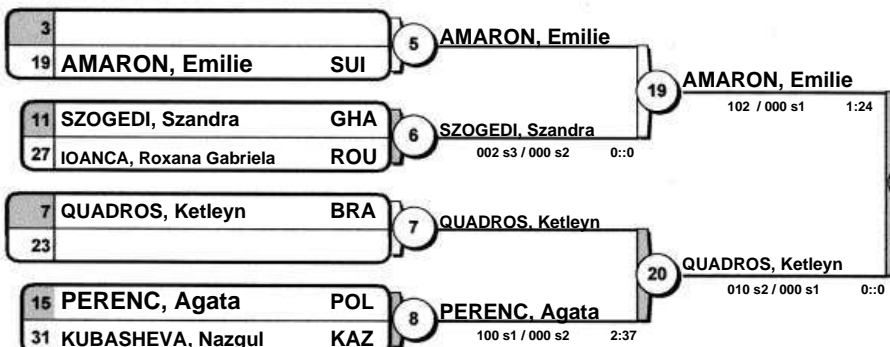 3
19 AMARON, Emilie SUI
5
AMARON, Emilie
11 SZOGEDI, Szandra GHA
27 IOANCA, Roxana Gabriela ROU
6
SZOGEDI, Szandra
002 s3 / 000 s2 0::0
19
AMARON, Emilie
102 / 000 s1 1:24
7 QUADROS, Ketleyn BRA
23
7
QUADROS, Ketleyn
15 PERENC, Agata POL
31 KUBASHEVA, Nazgul KAZ
8
PERENC, Agata
100 s1 / 000 s2 2:37
20
QUADROS, Ketleyn
010 s2 / 000 s1 0::0